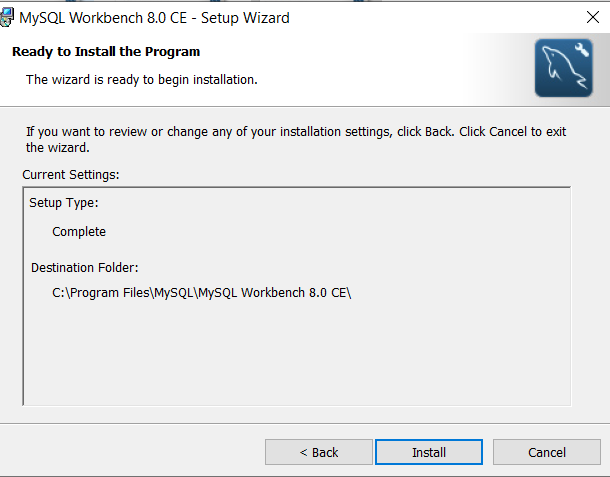 MySQL Workbench 8.0 CE - Setup Wizard
Ready to Install the Program
The wizard is ready to begin installation.
If you want to review or change any of your installation settings, click Back. Click Cancel to exit
the wizard.
Current Settings:
Setup Type:
Complete
Destination Folder:
C:\Program Files\MySQL\MySQL Workbench 8.0 CE\
< Back
Install
Cancel